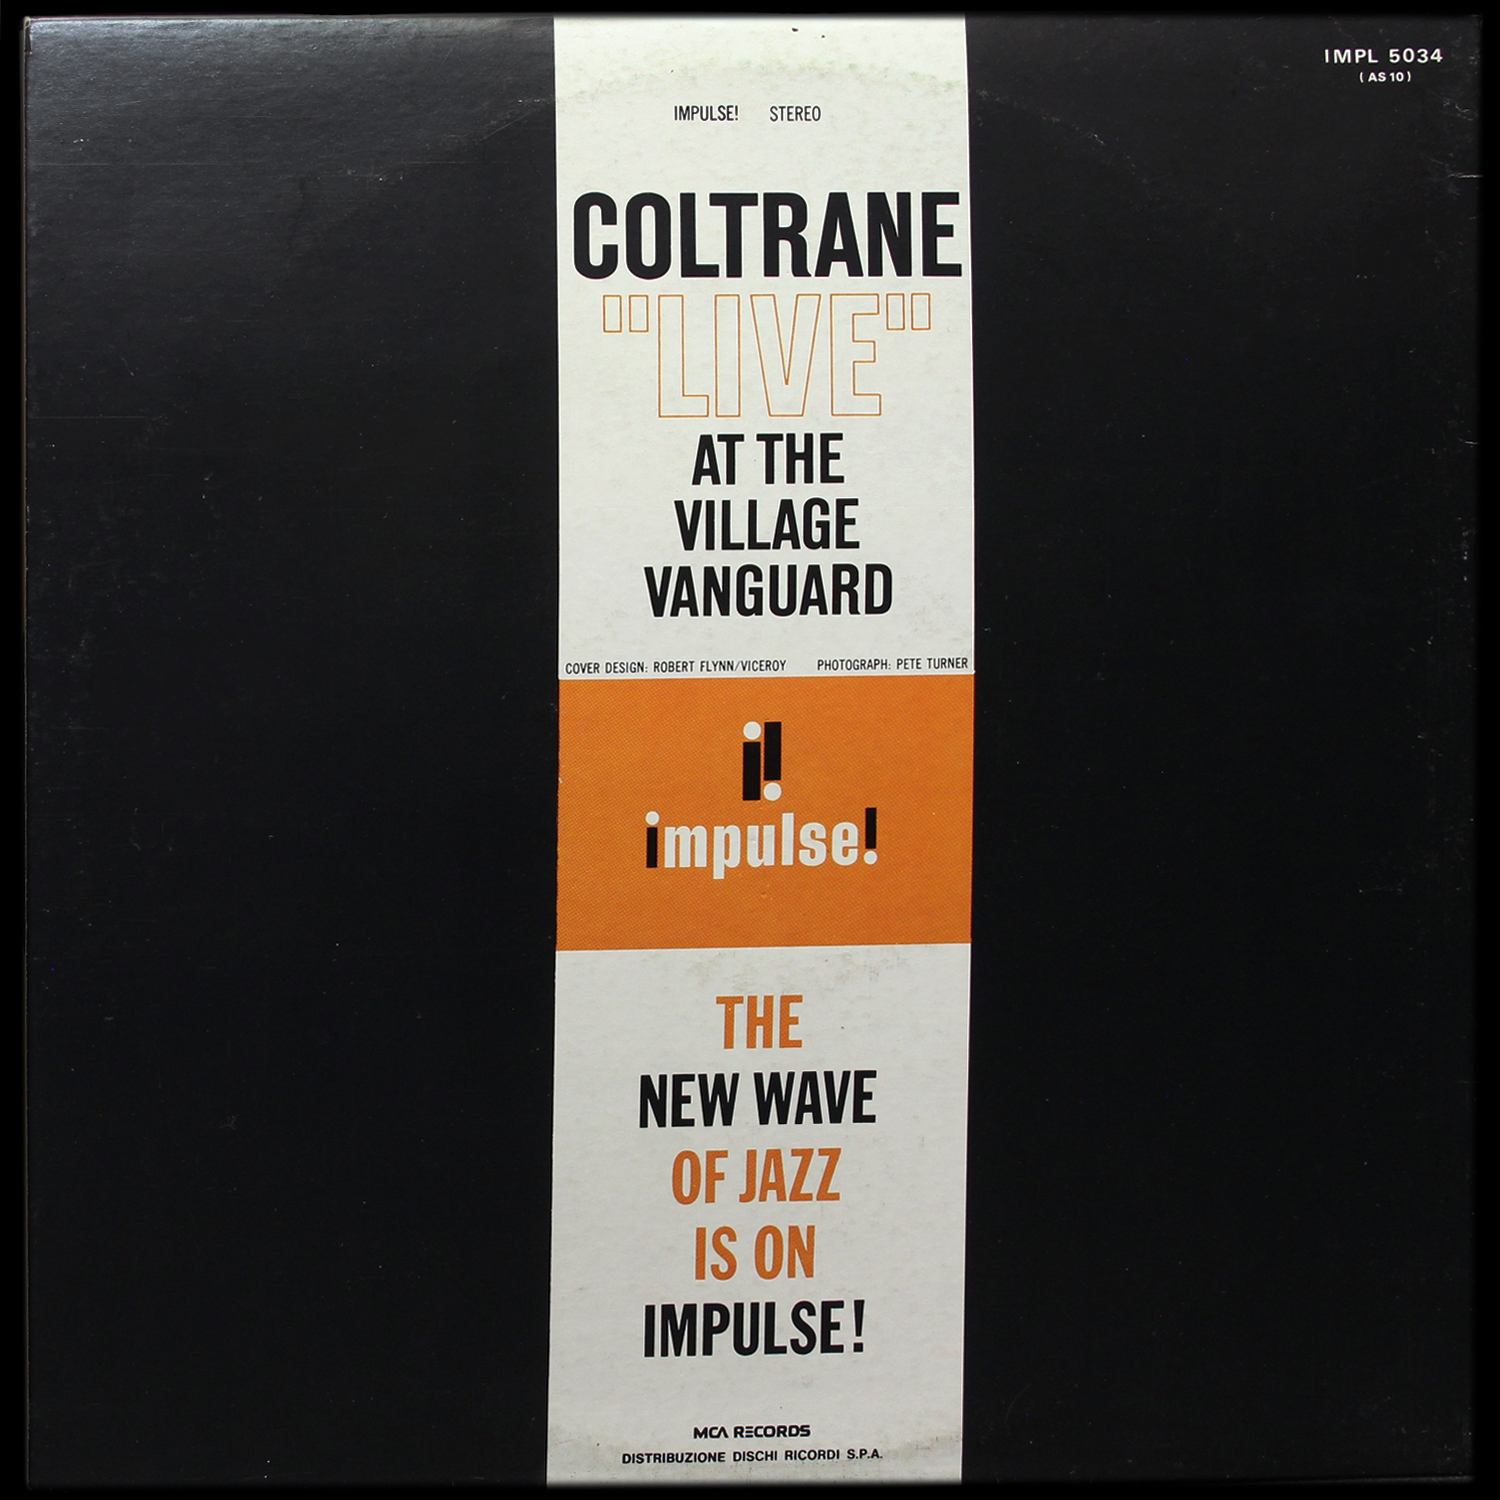 IMPL 5034
(AS 10)
IMPULSE! STEREO
COLTRANE
"LIVE"
AT THE
VILLAGE
VANGUARD
COVER DESIGN: ROBERT FLYNN/VICEROY PHOTOGRAPH: PETE TURNER
i!
impulse!
THE
NEW WAVE
OF JAZZ
IS ON
IMPULSE!
MCA RECORDS
DISTRIBUZIONE DISCHI RICORDI S.P.A.